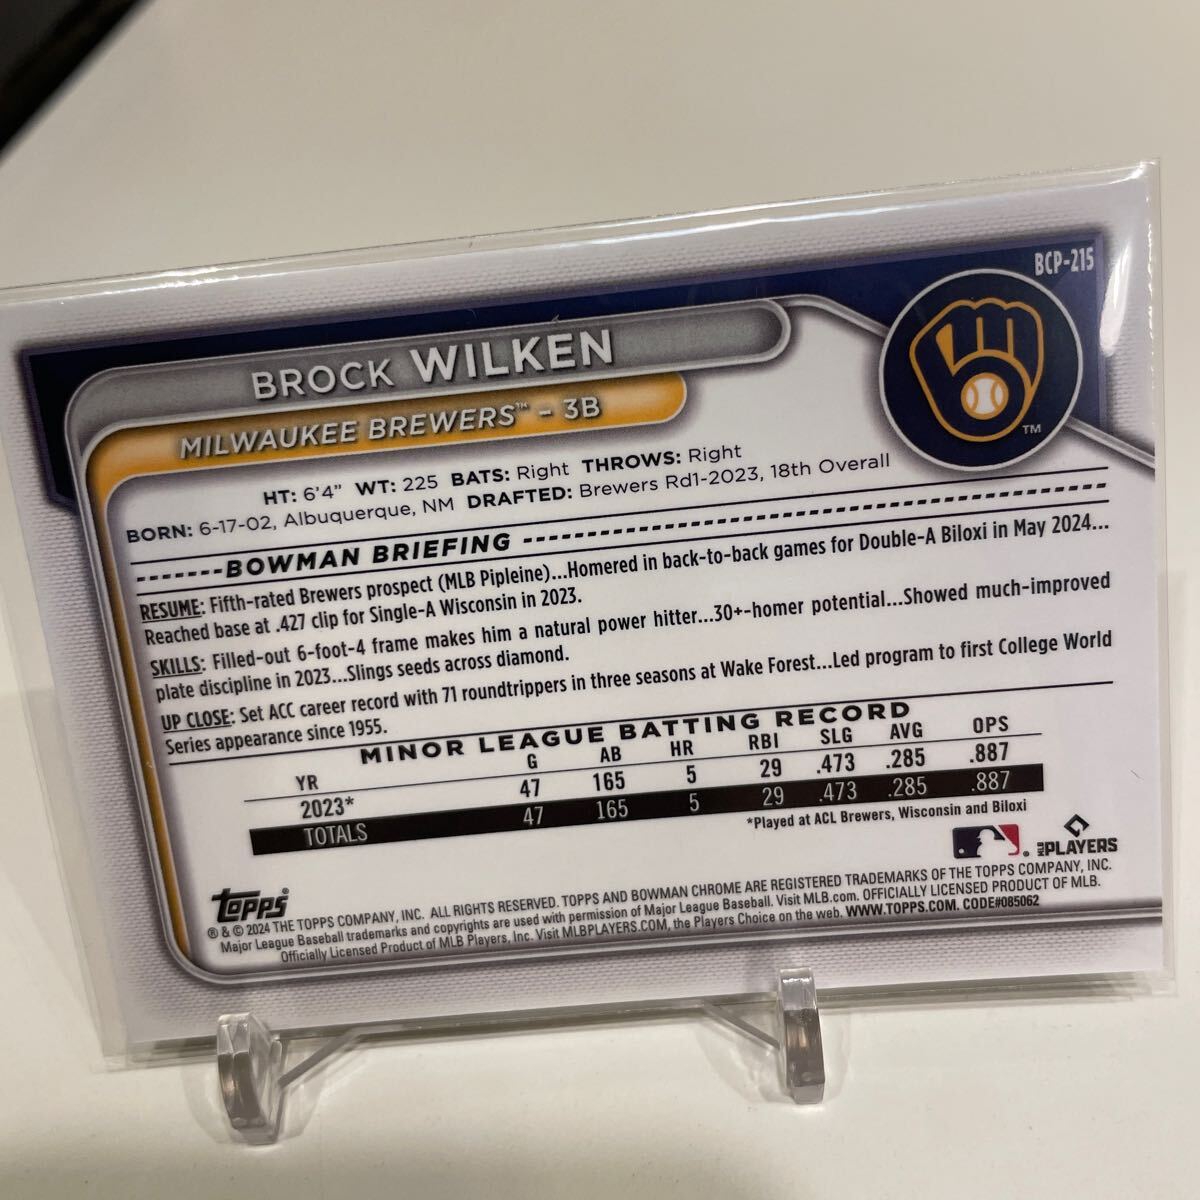 BCP-215
BROCK WILKEN
MILWAUKEE BREWERS™ - 3B
TM
HT: 6'4" WT: 225 BATS: Right THROWS: Right
BORN: 6-17-02, Albuquerque, NM DRAFTED: Brewers Rd1-2023, 18th Overall
BOWMAN BRIEFING
RESUME: Fifth-rated Brewers prospect (MLB Pipleine)...Homered in back-to-back games for Double-A Biloxi in May 2024...
Reached base at .427 clip for Single-A Wisconsin in 2023.
SKILLS: Filled-out 6-foot-4 frame makes him a natural power hitter...30+-homer potential...Showed much-improved
plate discipline in 2023...Slings seeds across diamond.
UP CLOSE: Set ACC career record with 71 roundtrippers in three seasons at Wake Forest...Led program to first College World
Series appearance since 1955.
MINOR LEAGUE BATTING RECORD
YR G AB HR RBI SLG AVG OPS
2023* 47 165 5 29 .473 .285 .887
TOTALS 47 165 5 29 .473 .285 .887
*Played at ACL Brewers, Wisconsin and Biloxi
MLB PLAYERS
topps
® & © 2024 THE TOPPS COMPANY, INC. ALL RIGHTS RESERVED. TOPPS AND BOWMAN CHROME ARE REGISTERED TRADEMARKS OF THE TOPPS COMPANY, INC.
Major League Baseball trademarks and copyrights are used with permission of Major League Baseball. Visit MLB.com. OFFICIALLY LICENSED PRODUCT OF MLB.
Officially Licensed Product of MLB Players, Inc. Visit MLBPLAYERS.COM, the Players Choice on the web. WWW.TOPPS.COM. CODE#085062